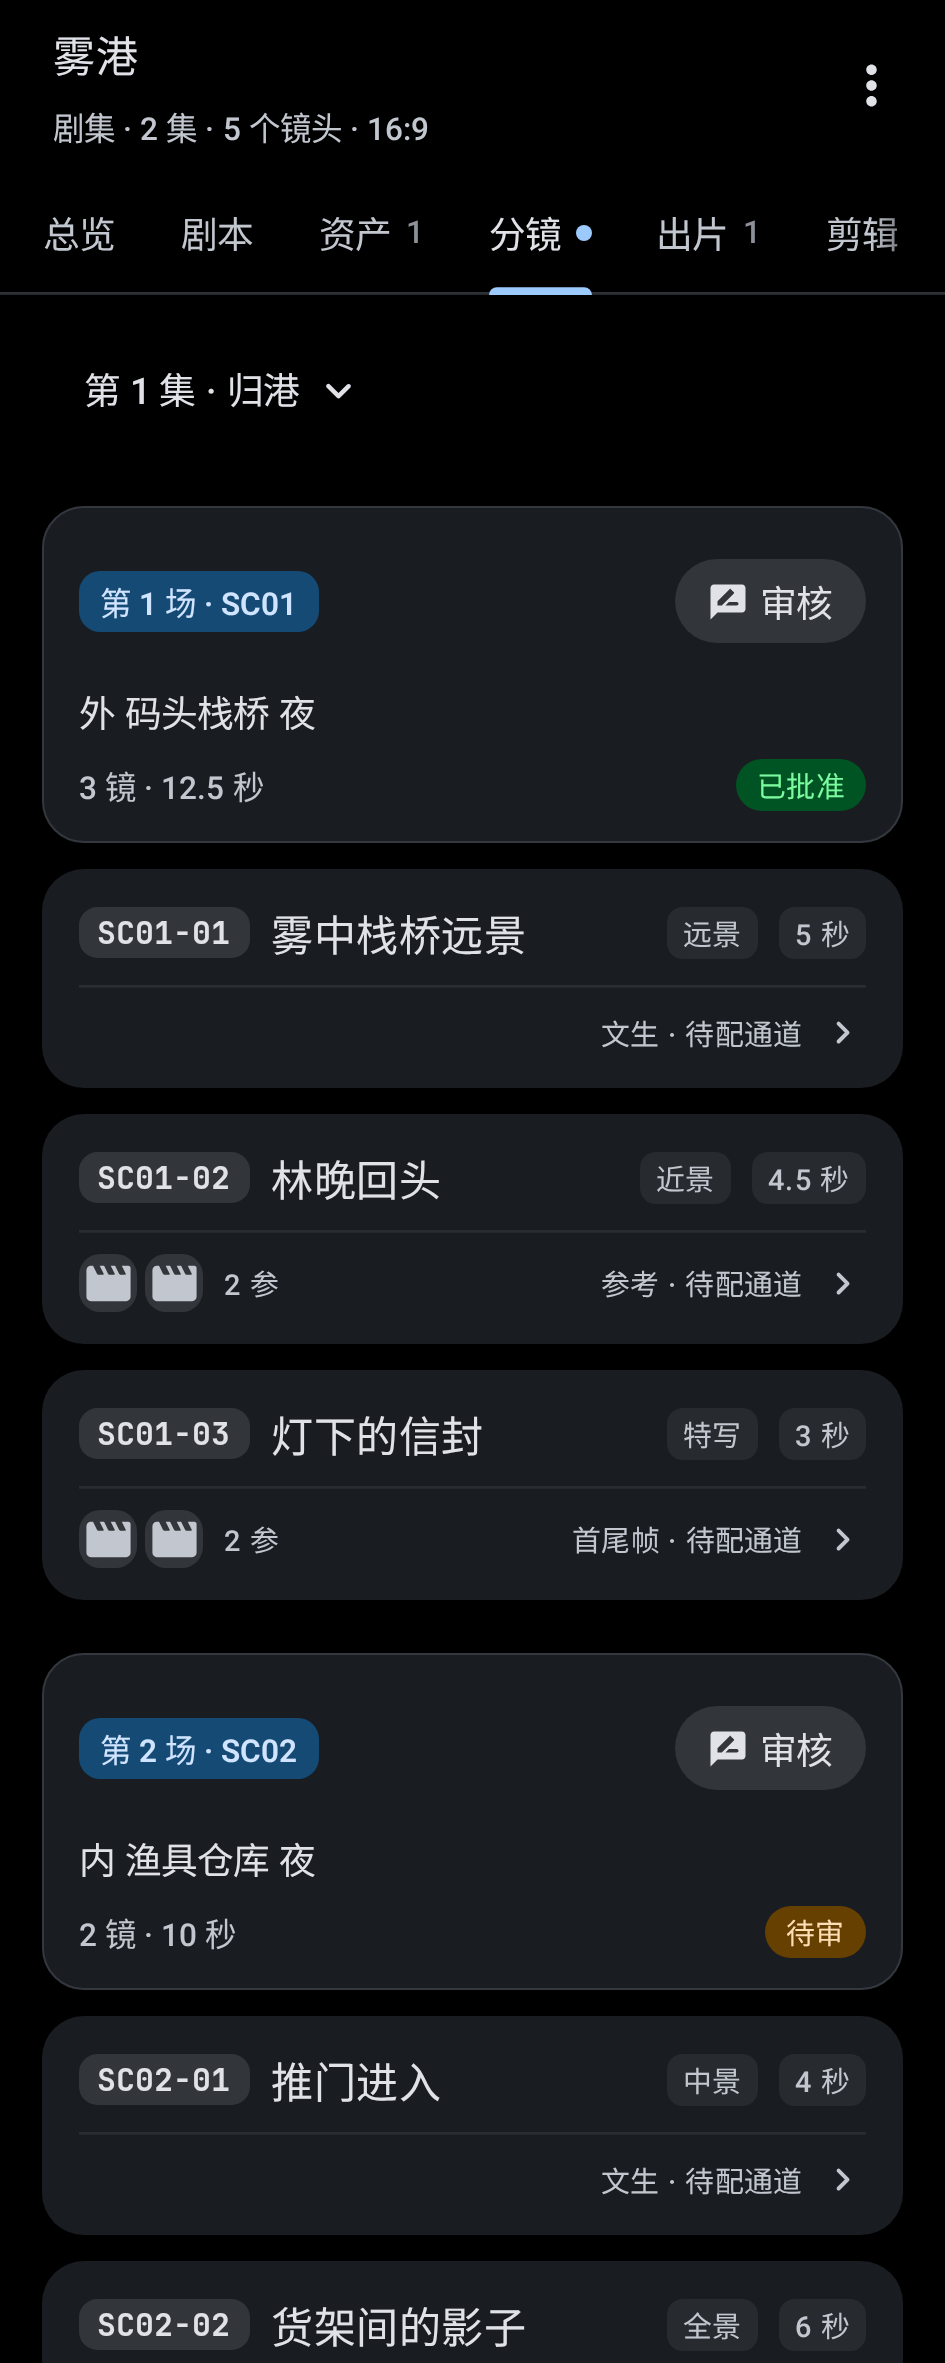 雾港
剧集 · 2 集 · 5 个镜头 · 16:9
总览 剧本 资产 1 分镜 出片 1 剪辑
第 1 集 · 归港
第 1 场 · SC01 审核
外 码头栈桥 夜
3 镜 · 12.5 秒 已批准
SC01-01 雾中栈桥远景 远景 5 秒
文生 · 待配通道
SC01-02 林晚回头 近景 4.5 秒
2 参 参考 · 待配通道
SC01-03 灯下的信封 特写 3 秒
2 参 首尾帧 · 待配通道
第 2 场 · SC02 审核
内 渔具仓库 夜
2 镜 · 10 秒 待审
SC02-01 推门进入 中景 4 秒
文生 · 待配通道
SC02-02 货架间的影子 全景 6 秒